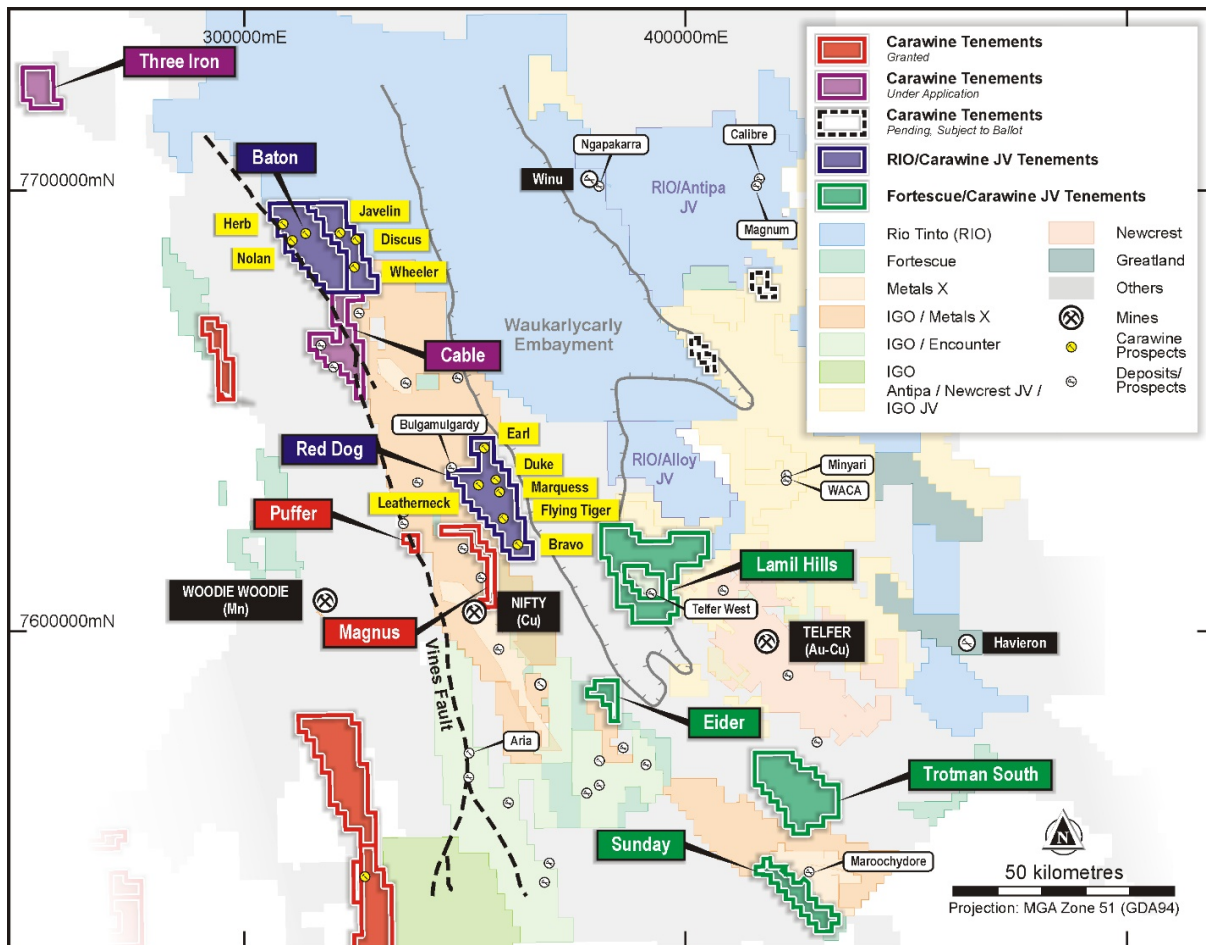 300000mE
400000mE
7700000mN
7600000mN
Three Iron
Baton
Herb
Nolan
Javelin
Discus
Wheeler
Cable
Waukarlycarly
Embayment
Ngapakarra
Winu
RIO/Antipa
JV
Calibre
Magnum
Bulgamulgardy
Red Dog
Earl
Duke
Marquess
Leatherneck
Flying Tiger
Bravo
RIO/Alloy
JV
Minyari
WACA
Puffer
WOODIE WOODIE
(Mn)
Magnus
NIFTY
(Cu)
Lamil Hills
Telfer West
TELFER
(Au-Cu)
Havieron
Vines Fault
Eider
Aria
Trotman South
Sunday
Maroochydore
Carawine Tenements
Granted
Carawine Tenements
Under Application
Carawine Tenements
Pending, Subject to Ballot
RIO/Carawine JV Tenements
Fortescue/Carawine JV Tenements
Rio Tinto (RIO)
Fortescue
Metals X
IGO / Metals X
IGO / Encounter
IGO
Antipa / Newcrest JV /
IGO JV
Newcrest
Greatland
Others
Mines
Carawine
Prospects
Deposits/
Prospects
N
50 kilometres
Projection: MGA Zone 51 (GDA94)